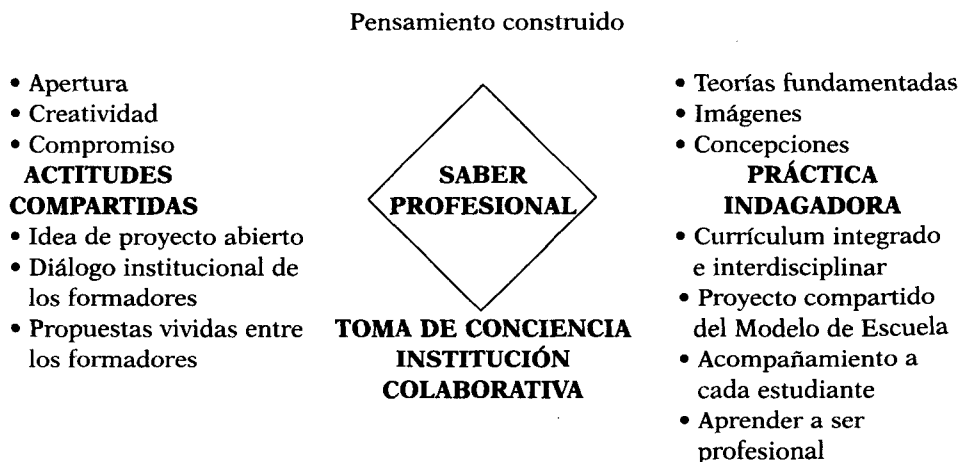 Pensamiento construido
• Apertura
• Creatividad
• Compromiso
ACTITUDES
COMPARTIDAS
• Idea de proyecto abierto
• Diálogo institucional de
los formadores
• Propuestas vividas entre
los formadores
SABER
PROFESIONAL
TOMA DE CONCIENCIA
INSTITUCIÓN
COLABORATIVA
• Teorías fundamentadas
• Imágenes
• Concepciones
PRÁCTICA
INDAGADORA
• Currículum integrado
e interdisciplinar
• Proyecto compartido
del Modelo de Escuela
• Acompañamiento a
cada estudiante
• Aprender a ser
profesional